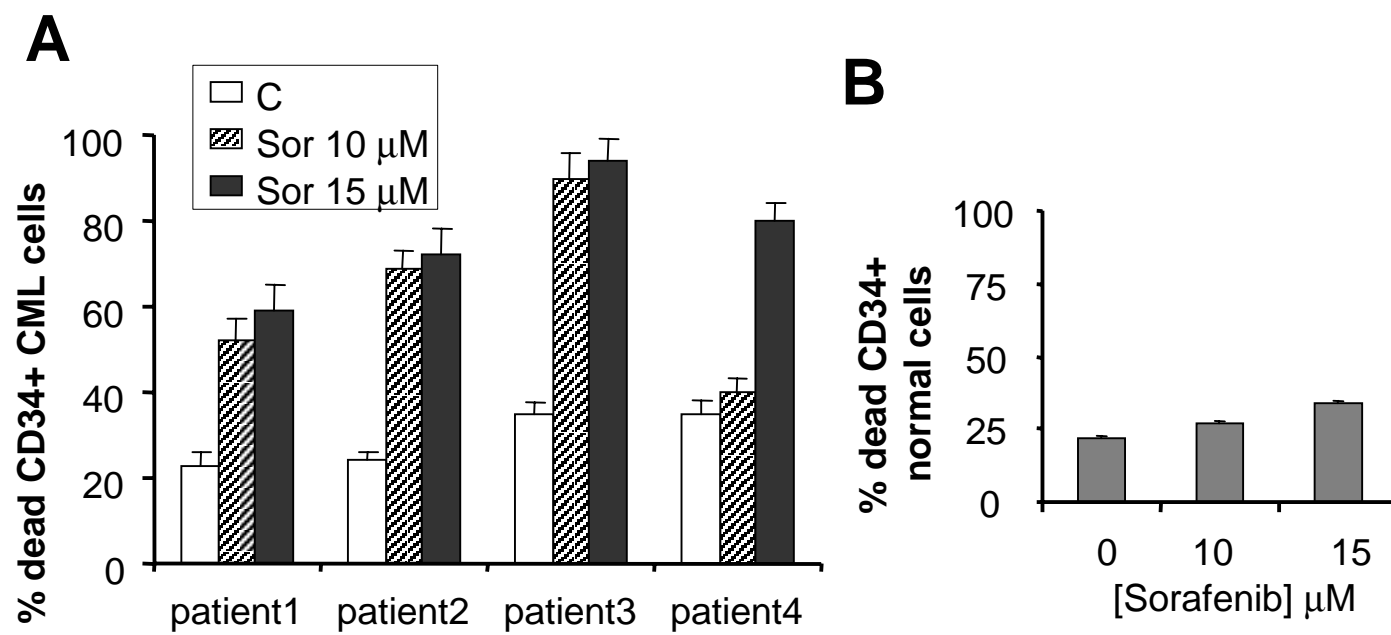 A
C
Sor 10 μM
Sor 15 μM
100
80
60
40
20
0
% dead CD34+ CML cells
patient1
patient2
patient3
patient4
B
100
75
50
25
0
% dead CD34+
normal cells
0
10
15
[Sorafenib] μM